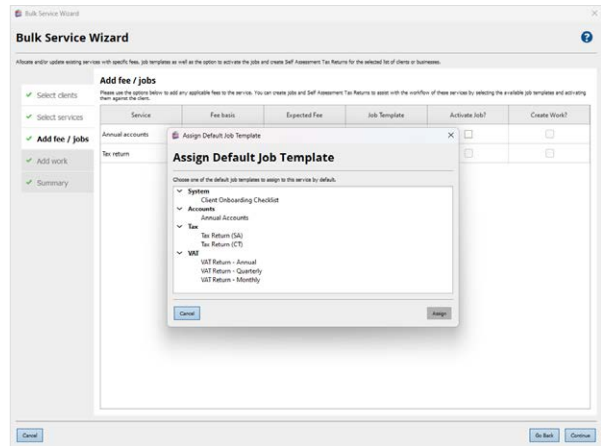 Bulk Service Wizard
Bulk Service Wizard
Allocate and/or update existing services with specific fees, job templates as well as the option to activate the jobs and create Self Assessment Tax Returns for the selected list of clients or businesses.
Select clients
Select services
Add fee / jobs
Add work
Summary
Add fee / jobs
Please use the options below to add any applicable fees to the service. You can create jobs and Self Assessment Tax Returns to assist with the workflow of these services by selecting the available job templates and activating
them against the client.
Service Fee basis Expected Fee Job Template Activate Job? Create Work?
Annual accounts
Tax return
Assign Default Job Template
Assign Default Job Template
Choose one of the default job templates to assign to this service by default.
System
Client Onboarding Checklist
Accounts
Annual Accounts
Tax
Tax Return (SA)
Tax Return (CT)
VAT
VAT Return - Annual
VAT Return - Quarterly
VAT Return - Monthly
Cancel Assign
Cancel Go Back Continue